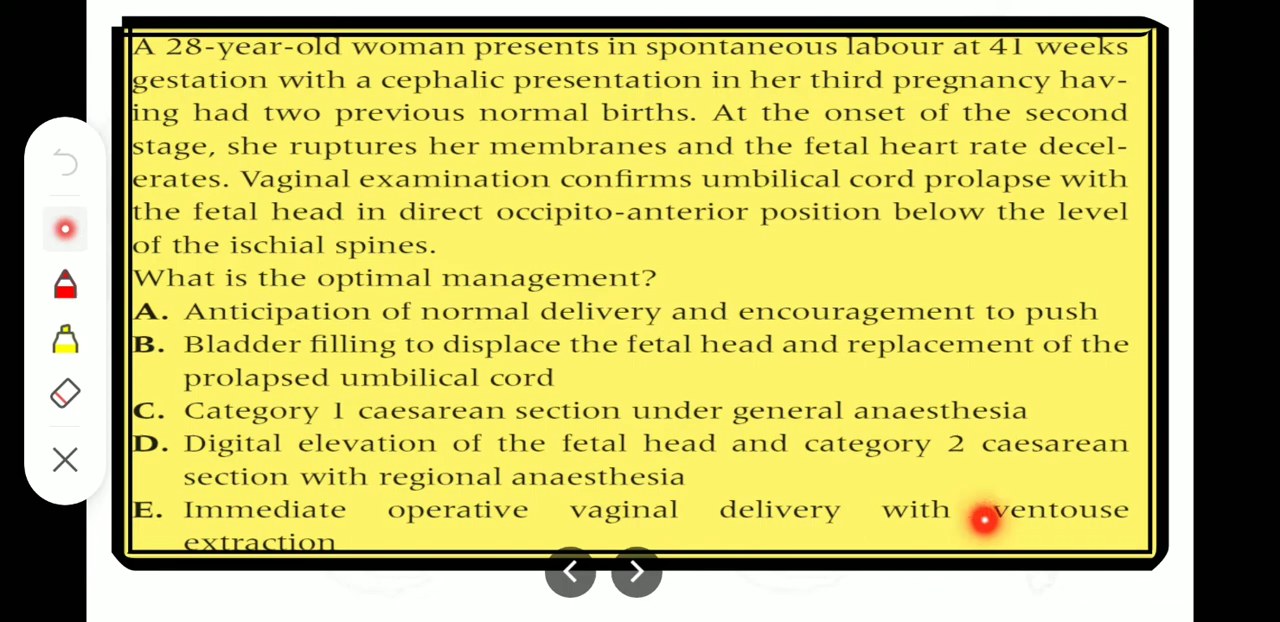 A 28-year-old woman presents in spontaneous labour at 41 weeks
gestation with a cephalic presentation in her third pregnancy hav-
ing had two previous normal births. At the onset of the second
stage, she ruptures her membranes and the fetal heart rate decel-
erates. Vaginal examination confirms umbilical cord prolapse with
the fetal head in direct occipito-anterior position below the level
of the ischial spines.
What is the optimal management?
A. Anticipation of normal delivery and encouragement to push
B. Bladder filling to displace the fetal head and replacement of the
prolapsed umbilical cord
C. Category 1 caesarean section under general anaesthesia
D. Digital elevation of the fetal head and category 2 caesarean
section with regional anaesthesia
E. Immediate operative vaginal delivery with ventouse
extraction